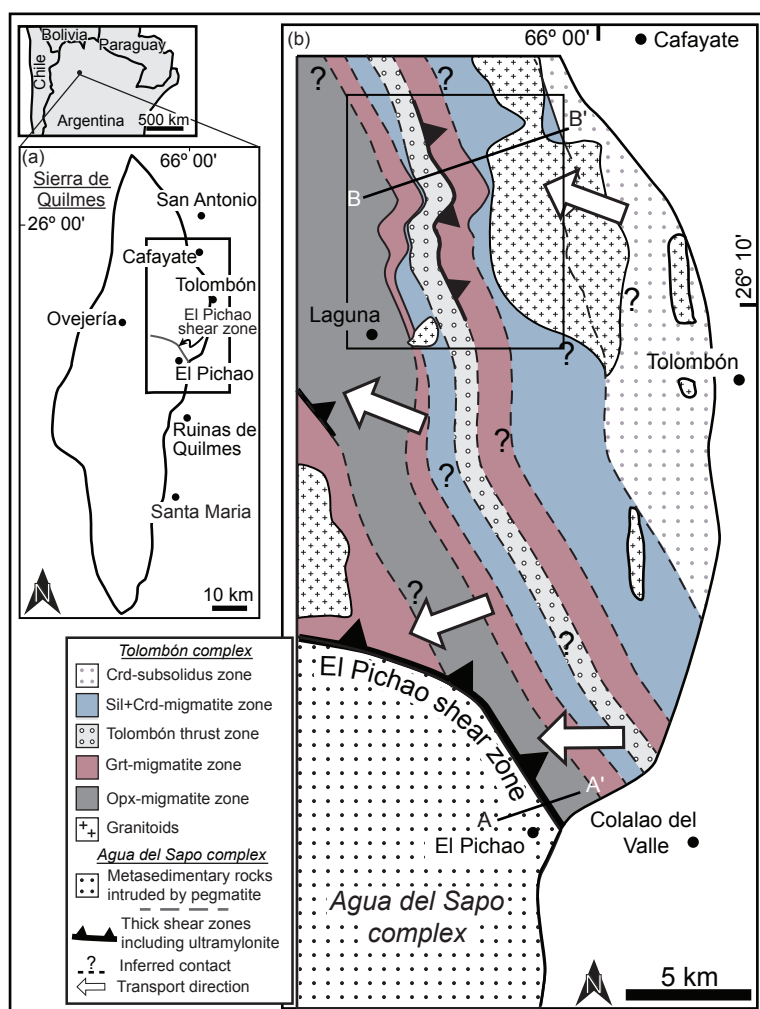 Bolivia
Paraguay
Chile
Argentina
500 km
(a)
66º 00'
Sierra de
Quilmes
26º 00'
San Antonio
Cafayate
Tolombón
Ovejería
El Pichao
shear zone
El Pichao
Ruinas de
Quilmes
Santa Maria
N
10 km
Tolombón complex
Crd-subsolidus zone
Sil+Crd-migmatite zone
Tolombón thrust zone
Grt-migmatite zone
Opx-migmatite zone
Granitoids
Agua del Sapo complex
Metasedimentary rocks
intruded by pegmatite
Thick shear zones
including ultramylonite
?
Inferred contact
Transport direction
(b)
66º 00'
Cafayate
?
?
?
B'
B
26º 10'
?
Laguna
?
Tolombón
?
?
?
El Pichao shear zone
A'
A
El Pichao
Colalao del
Valle
Agua del Sapo
complex
N
5 km